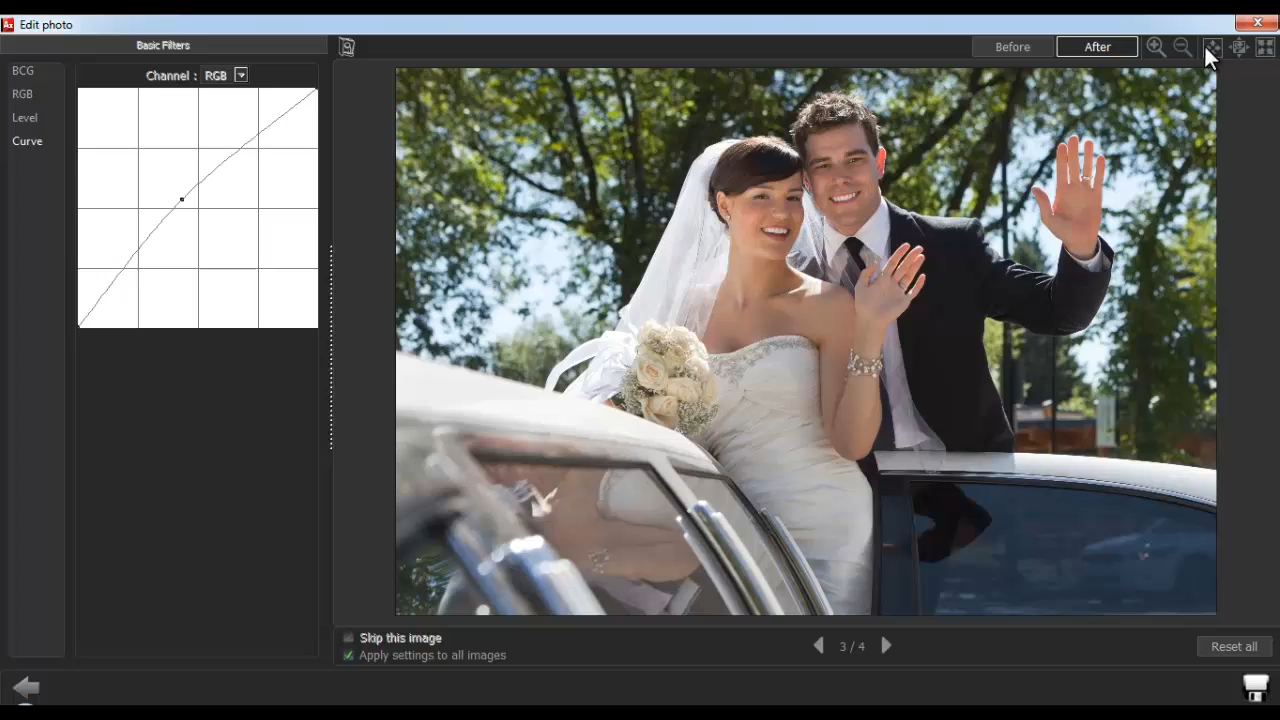 Ax Edit photo
Basic Filters
Before
After
BCG
RGB
Level
Curve
Channel : RGB
Skip this image
Apply settings to all images
3 / 4
Reset all